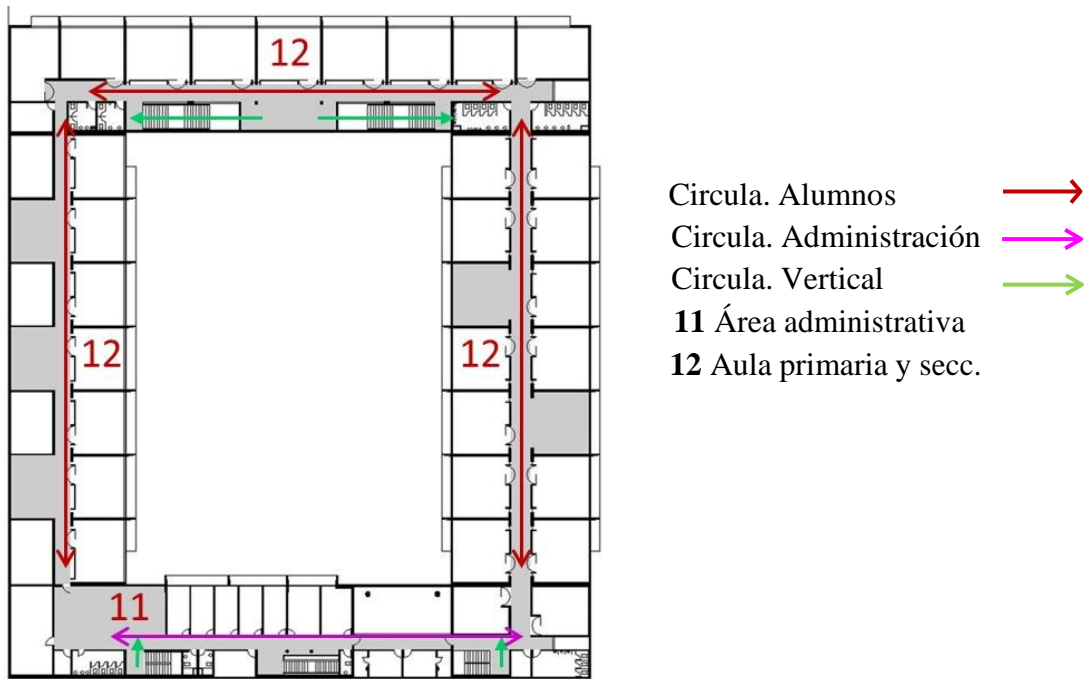 12
12
12
11
Circula. Alumnos
Circula. Administración
Circula. Vertical
11 Área administrativa
12 Aula primaria y secc.